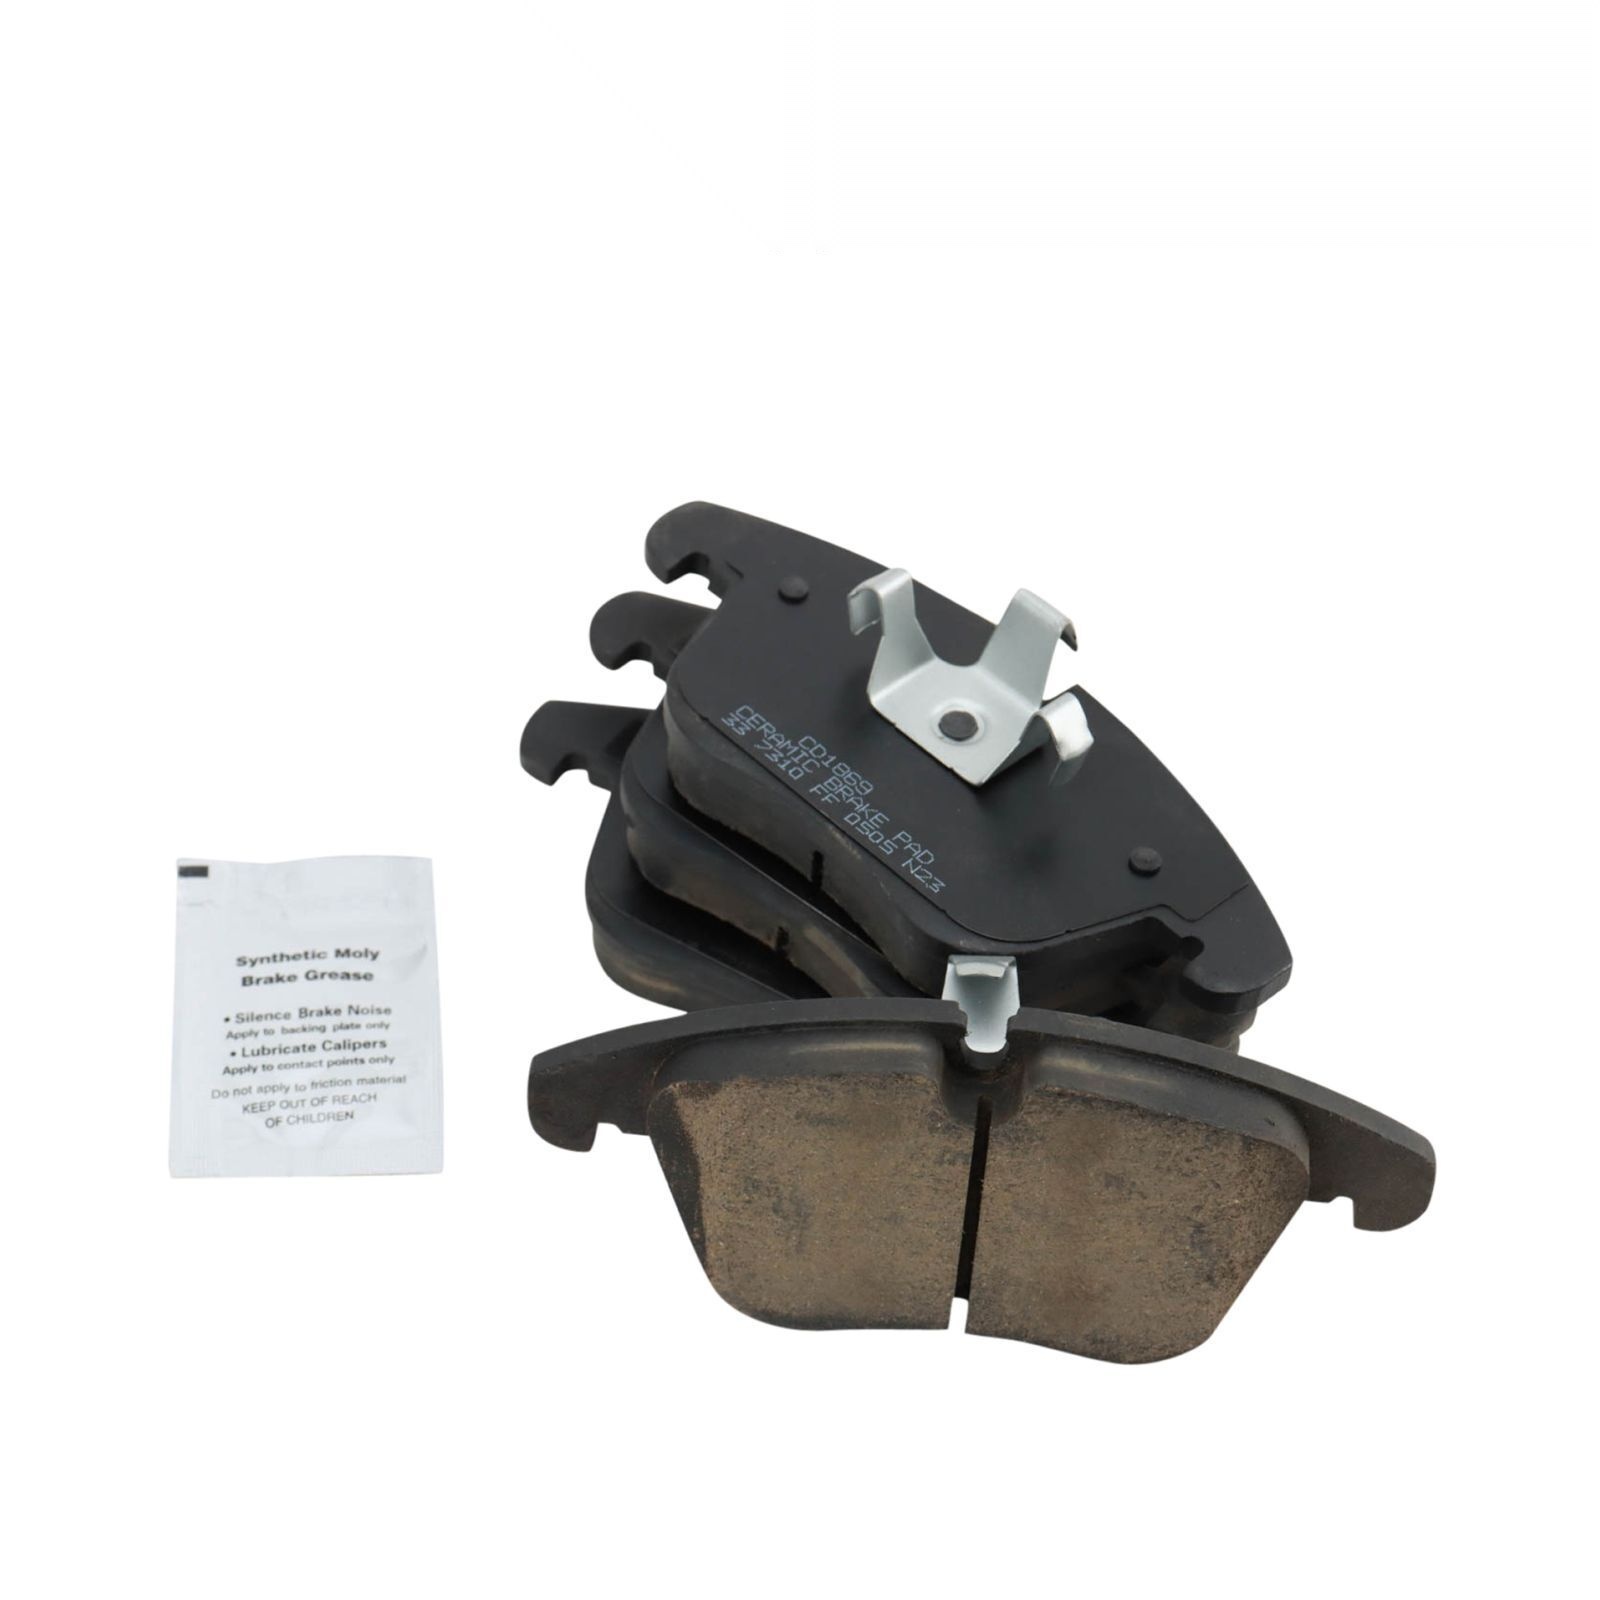 CD1869
CERAMIC BRAKE PAD
33 7310 FF 0505 N23
Synthetic Moly
Brake Grease
• Silence Brake Noise
Apply to backing plate only
• Lubricate Calipers
Apply to contact points only
Do not apply to friction material
KEEP OUT OF REACH
OF CHILDREN